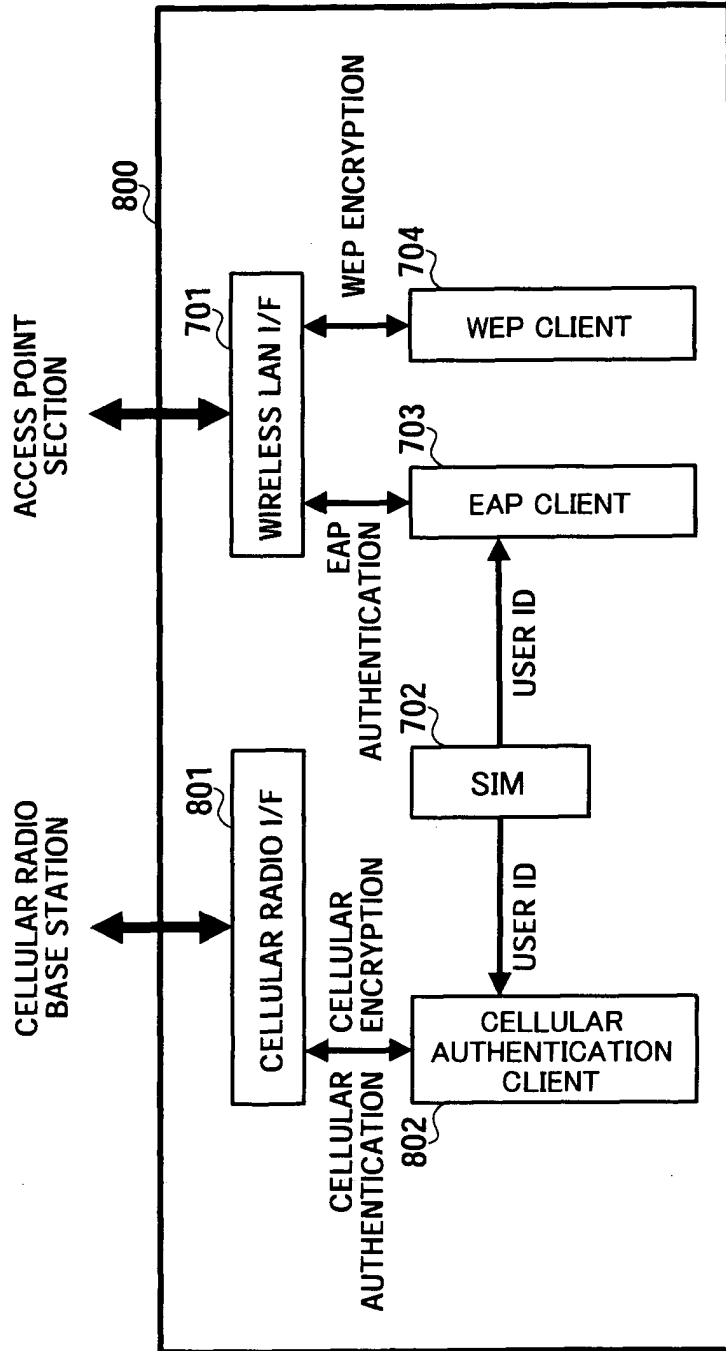 CELLULAR RADIO
BASE STATION
ACCESS POINT
SECTION
800
801
CELLULAR RADIO I/F
701
WIRELESS LAN I/F
CELLULAR
AUTHENTICATION
CELLULAR
ENCRYPTION
EAP
AUTHENTICATION
WEP ENCRYPTION
802
CELLULAR
AUTHENTICATION
CLIENT
USER ID
702
SIM
USER ID
703
EAP CLIENT
704
WEP CLIENT